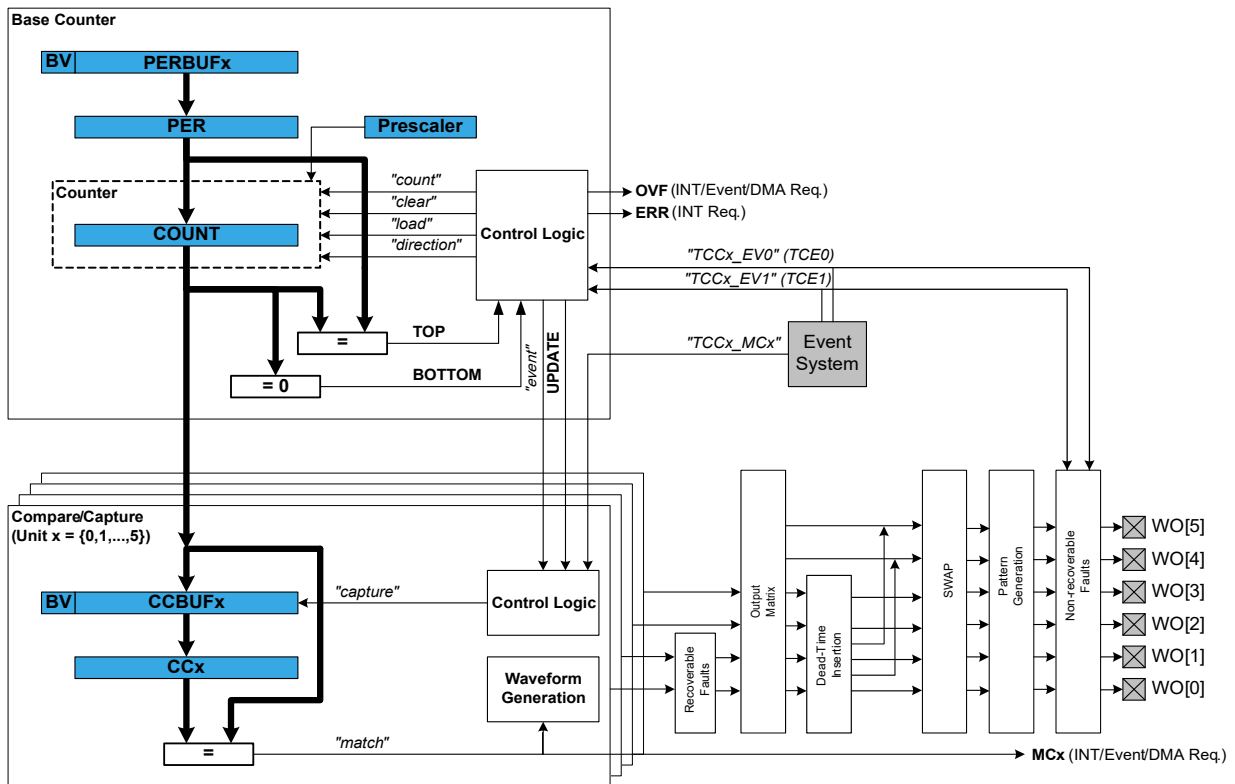 Base Counter
BV PERBUFx
PER
Prescaler
Counter
COUNT
"count"
"clear"
"load"
"direction"
Control Logic
OVF (INT/Event/DMA Req.)
ERR (INT Req.)
"TCCx_EV0" (TCE0)
"TCCx_EV1" (TCE1)
"TCCx_MCx"
Event
System
=
TOP
= 0
BOTTOM
"event"
UPDATE
Compare/Capture
(Unit x = {0,1,...,5})
BV CCBUFx
"capture"
Control Logic
CCx
Waveform
Generation
=
"match"
Recoverable
Faults
Output
Matrix
Dead-Time
Insertion
SWAP
Pattern
Generation
Non-recoverable
Faults
WO[5]
WO[4]
WO[3]
WO[2]
WO[1]
WO[0]
MCx (INT/Event/DMA Req.)